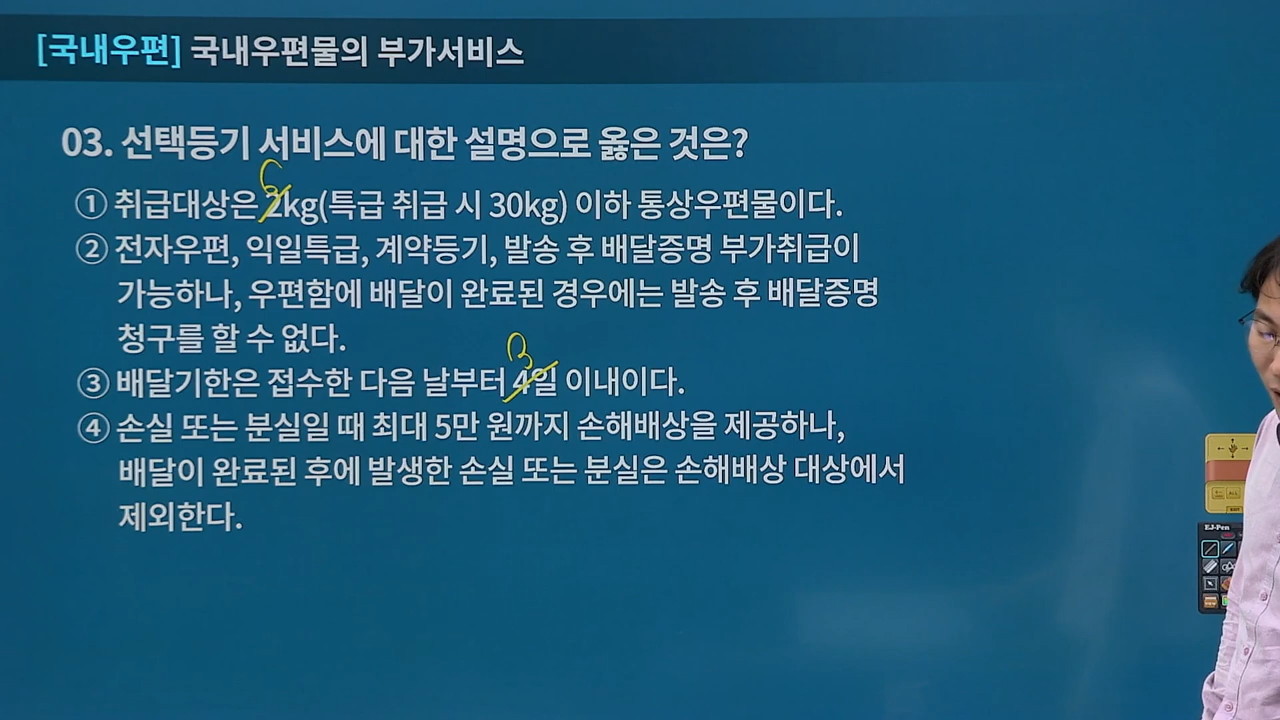 [국내우편] 국내우편물의 부가서비스
03. 선택등기 서비스에 대한 설명으로 옳은 것은?
6
① 취급대상은 2kg(특급 취급 시 30kg) 이하 통상우편물이다.
② 전자우편, 익일특급, 계약등기, 발송 후 배달증명 부가취급이
가능하나, 우편함에 배달이 완료된 경우에는 발송 후 배달증명
청구를 할 수 없다.
3
③ 배달기한은 접수한 다음 날부터 4일 이내이다.
④ 손실 또는 분실일 때 최대 5만 원까지 손해배상을 제공하나,
배달이 완료된 후에 발생한 손실 또는 분실은 손해배상 대상에서
제외한다.
ALL
EJ-Pen